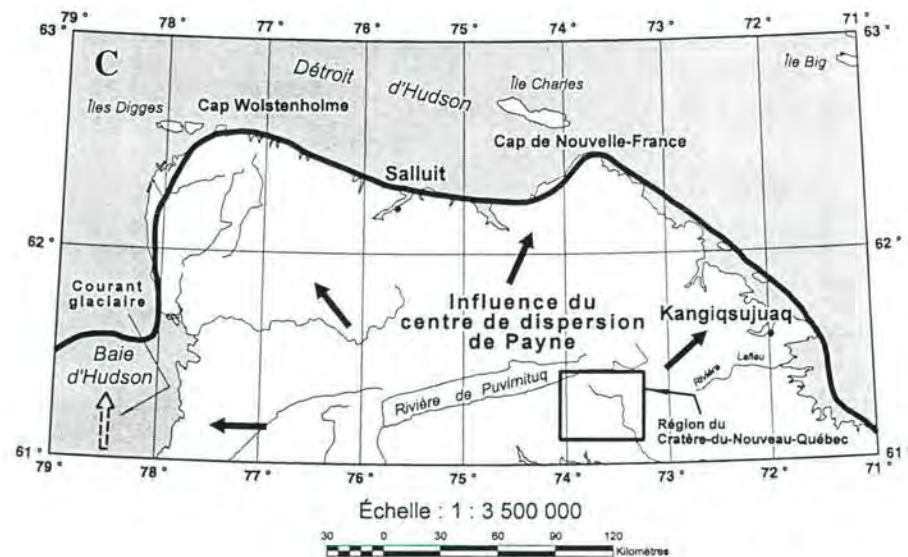 79° 78° 77° 76° 75° 74° 73° 72° 71°
63° 63°
C
Détroit
d'Hudson
Île Charles
Île Big
Îles Digges
Cap Wolstenholme
Cap de Nouvelle-France
Salluit
62° 62°
Courant
glaciaire
Influence du
centre de dispersion
de Payne
Kangiqsujuaq
Baie
d'Hudson
Rivière de Puvirnituq
Rivière Laflau
Région du
Cratère-du-Nouveau-Québec
61° 61°
79° 78° 77° 76° 75° 74° 73° 72° 71°
Échelle : 1 : 3 500 000
30 0 30 60 90 120
Kilomètres